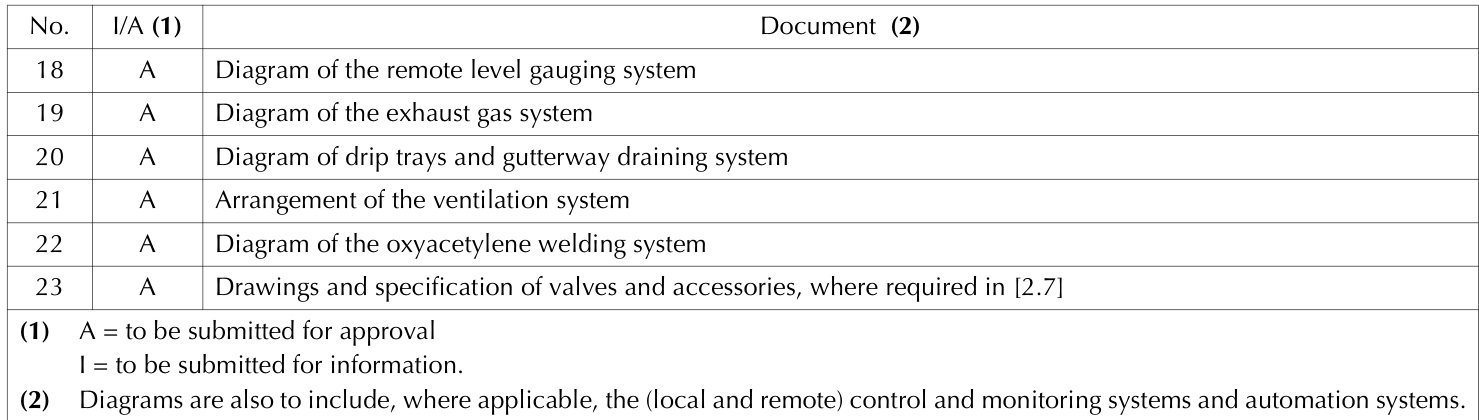 No. I/A (1) Document (2)
18 A Diagram of the remote level gauging system
19 A Diagram of the exhaust gas system
20 A Diagram of drip trays and gutterway draining system
21 A Arrangement of the ventilation system
22 A Diagram of the oxyacetylene welding system
23 A Drawings and specification of valves and accessories, where required in [2.7]
(1) A = to be submitted for approval
I = to be submitted for information.
(2) Diagrams are also to include, where applicable, the (local and remote) control and monitoring systems and automation systems.